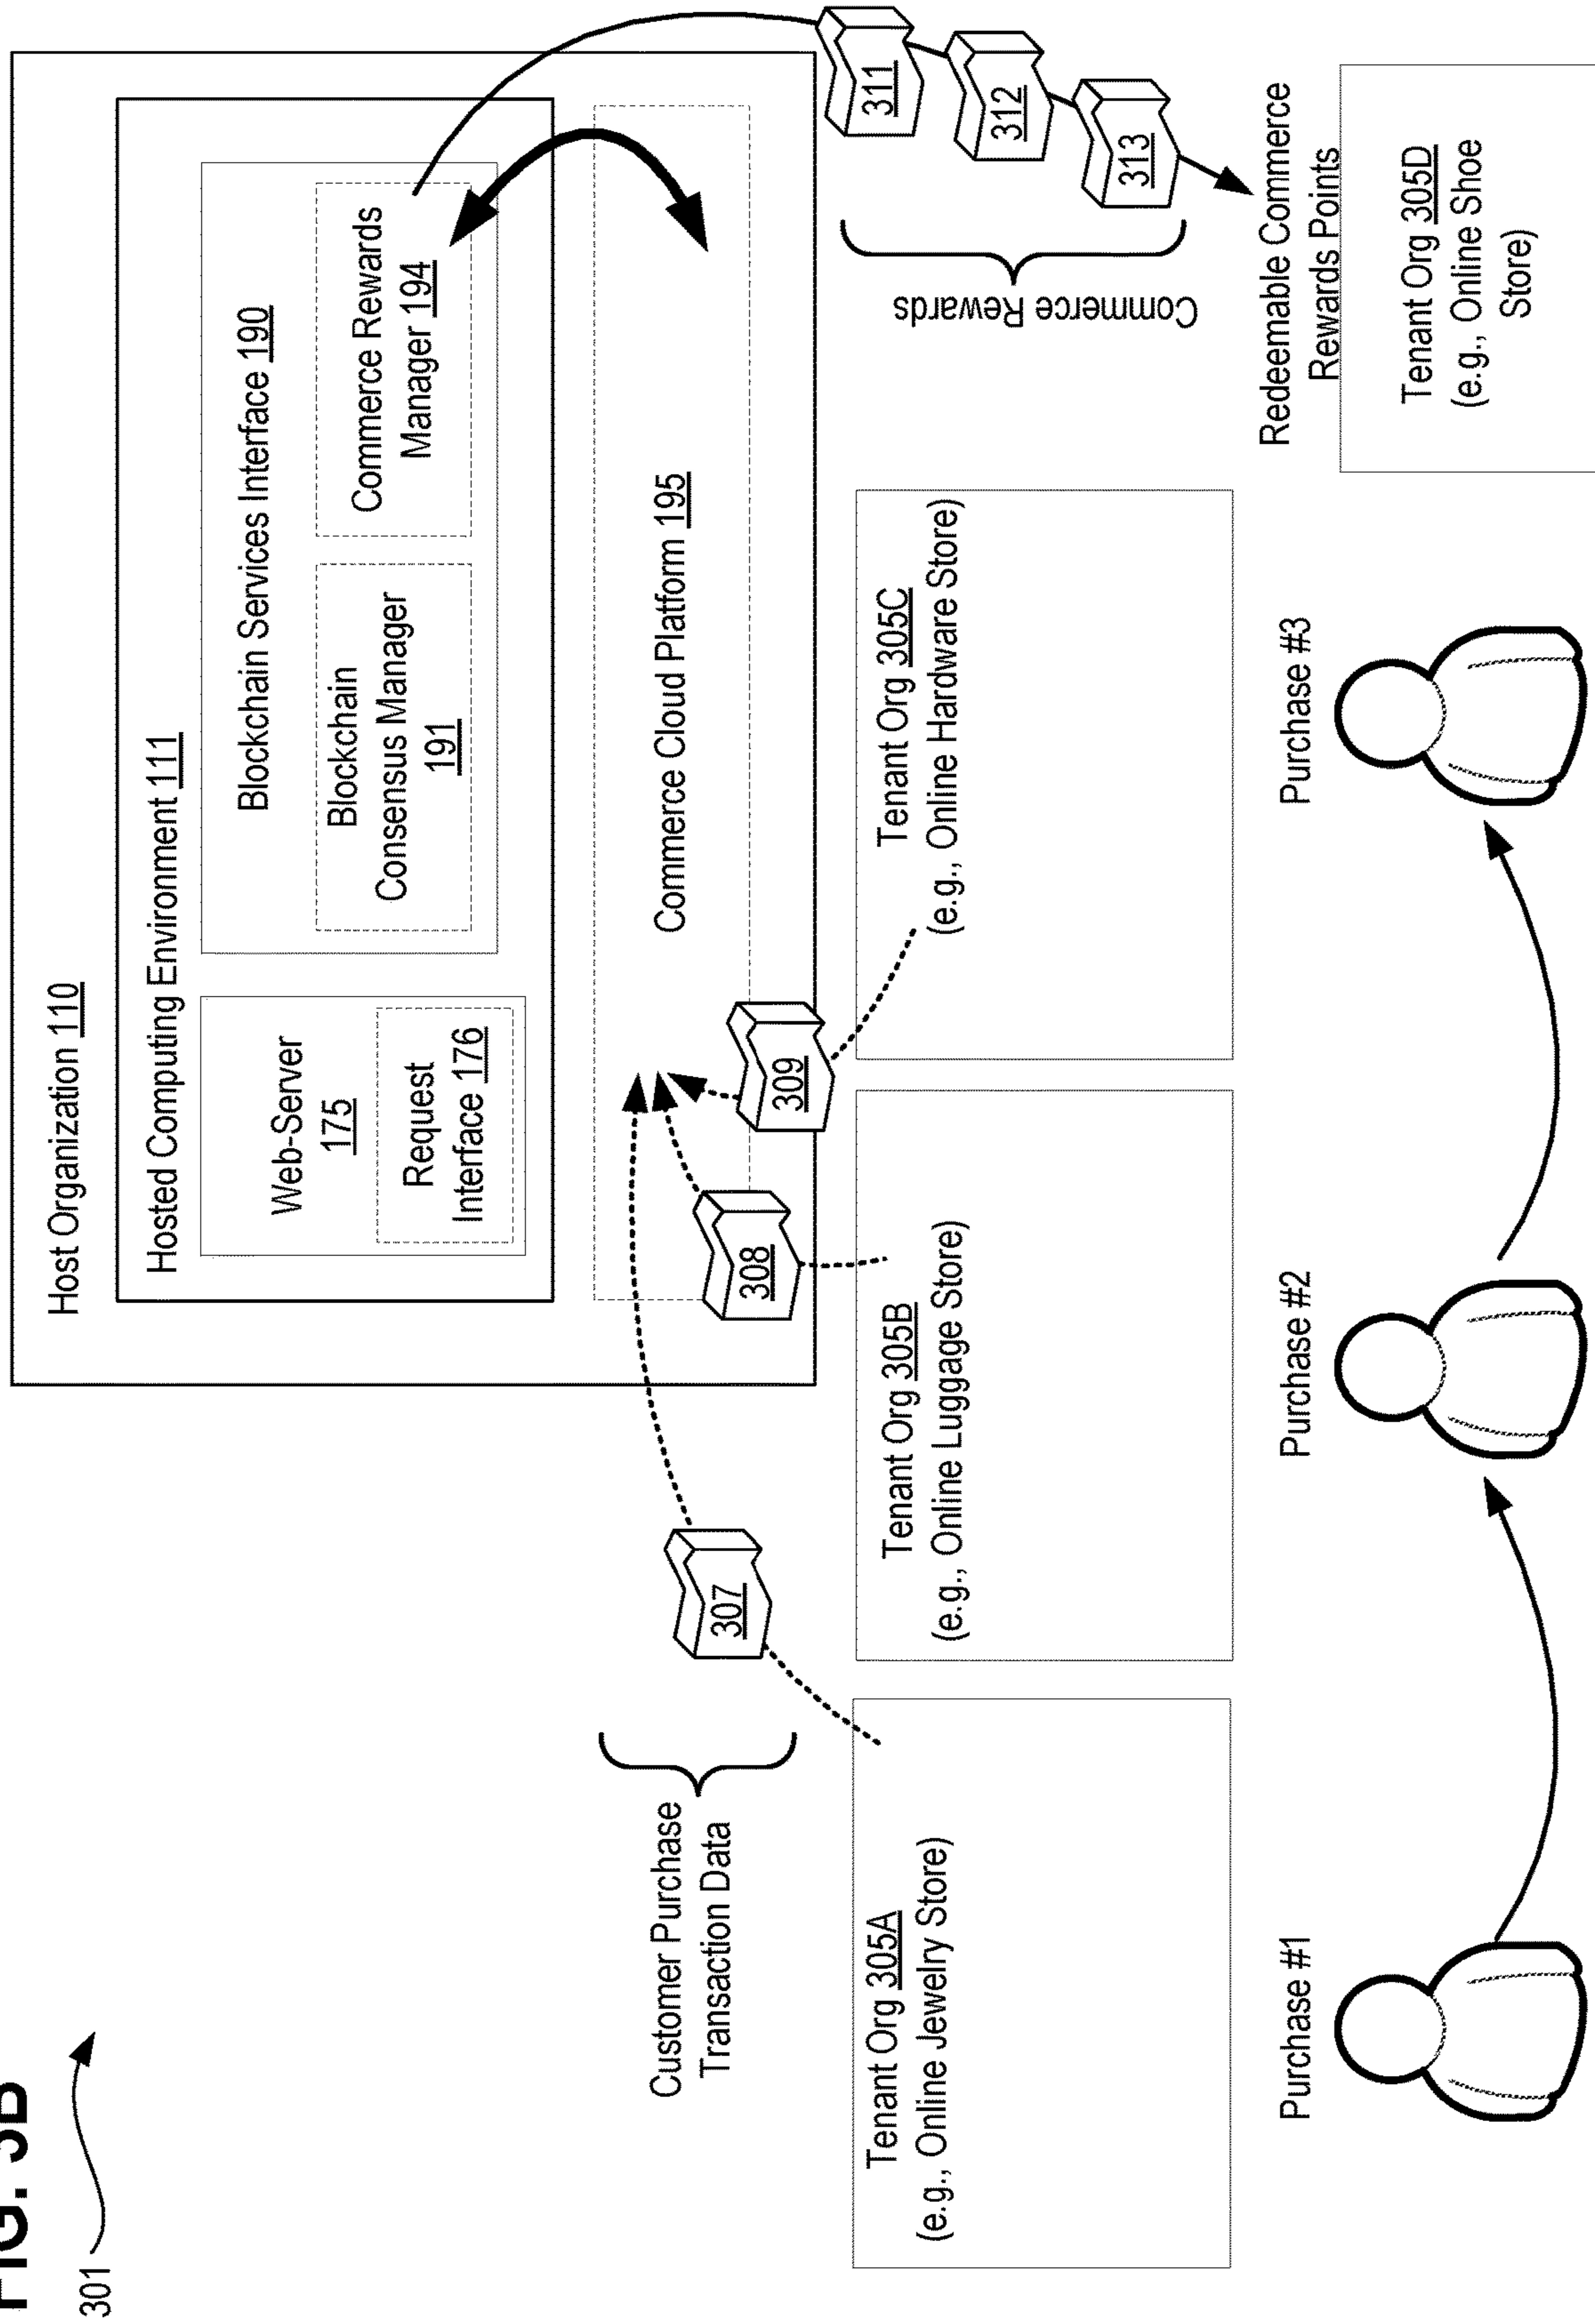 FIG. 3B
301
Host Organization 110
Hosted Computing Environment 111
Web-Server
175
Request
Interface 176
Blockchain Services Interface 190
Blockchain
Consensus Manager
191
Commerce Rewards
Manager 194
Commerce Cloud Platform 195
Customer Purchase
Transaction Data
307
308
309
311
312
313
Commerce Rewards
Tenant Org 305A
(e.g., Online Jewelry Store)
Tenant Org 305B
(e.g., Online Luggage Store)
Tenant Org 305C
(e.g., Online Hardware Store)
Redeemable Commerce
Rewards Points
Tenant Org 305D
(e.g., Online Shoe
Store)
Purchase #1
Purchase #2
Purchase #3